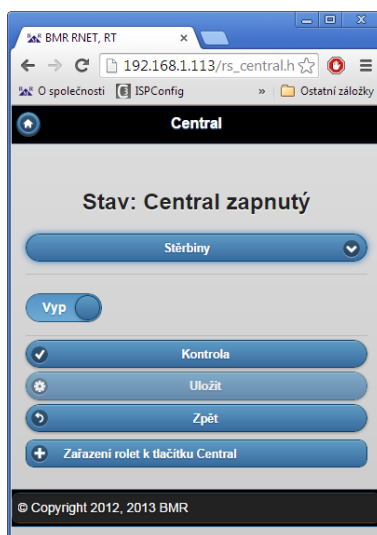 BMR RNET, RT
192.168.1.113/rs_central.h
O společnosti ISPConfig » Ostatní záložky
Central
Stav: Central zapnutý
Stěrbiny
Vyp
Kontrola
Uložit
Zpět
Zařazení rolet k tlačítku Central
© Copyright 2012, 2013 BMR